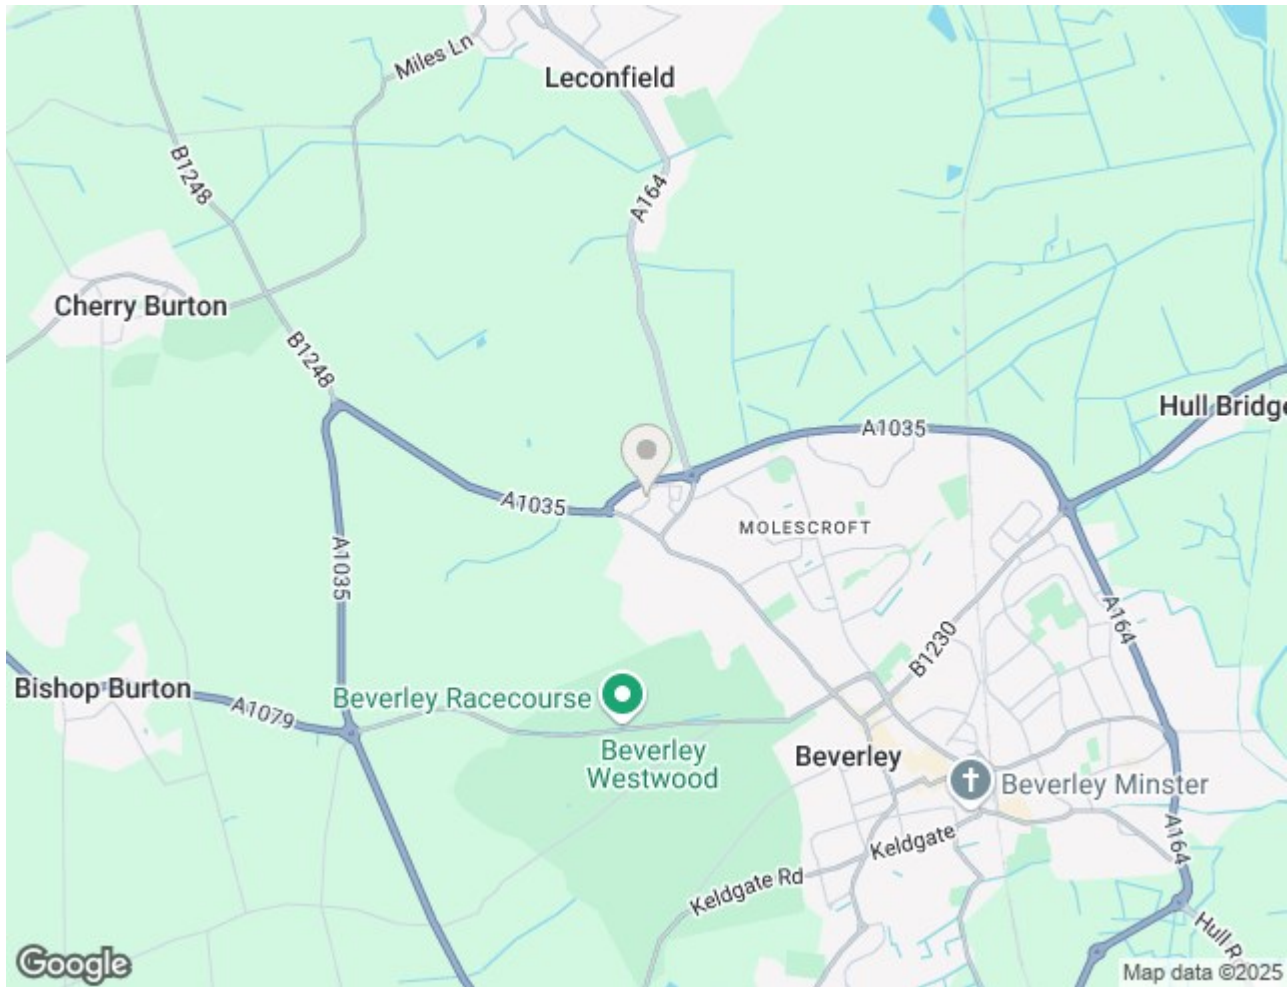 Miles Ln
Leconfield
B1248
A164
Cherry Burton
B1248
Hull Bridge
A1035
A1035
MOLESCROFT
A1035
A164
B1230
Bishop Burton
A1079
Beverley Racecourse
Beverley
Westwood
Beverley
Beverley Minster
A164
Keldgate
Keldgate Rd
Hull
Google
Map data ©2025